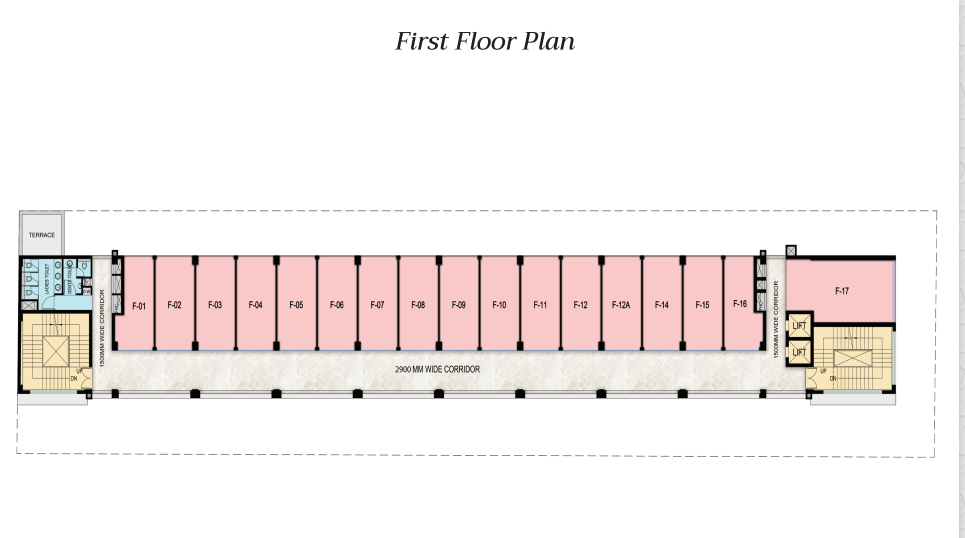 First Floor Plan
TERRACE
LADIES TOILET
1500MM WIDE CORRIDOR
F-01
F-02
F-03
F-04
F-05
F-06
F-07
F-08
F-09
F-10
F-11
F-12
F-12A
F-14
F-15
F-16
1500MM WIDE CORRIDOR
F-17
LIFT
LIFT
2900 MM WIDE CORRIDOR
UP
DN
UP
DN